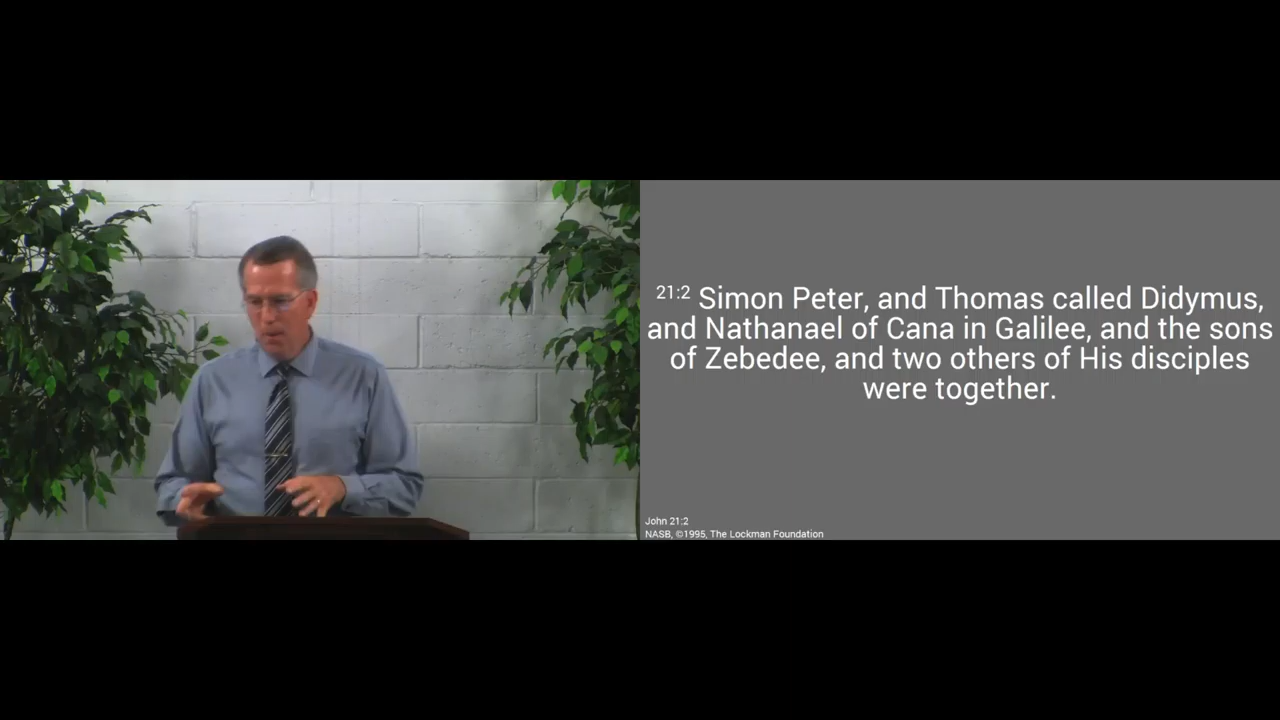 21:2 Simon Peter, and Thomas called Didymus,
and Nathanael of Cana in Galilee, and the sons
of Zebedee, and two others of His disciples
were together.
John 21:2
NASB, ©1995, The Lockman Foundation